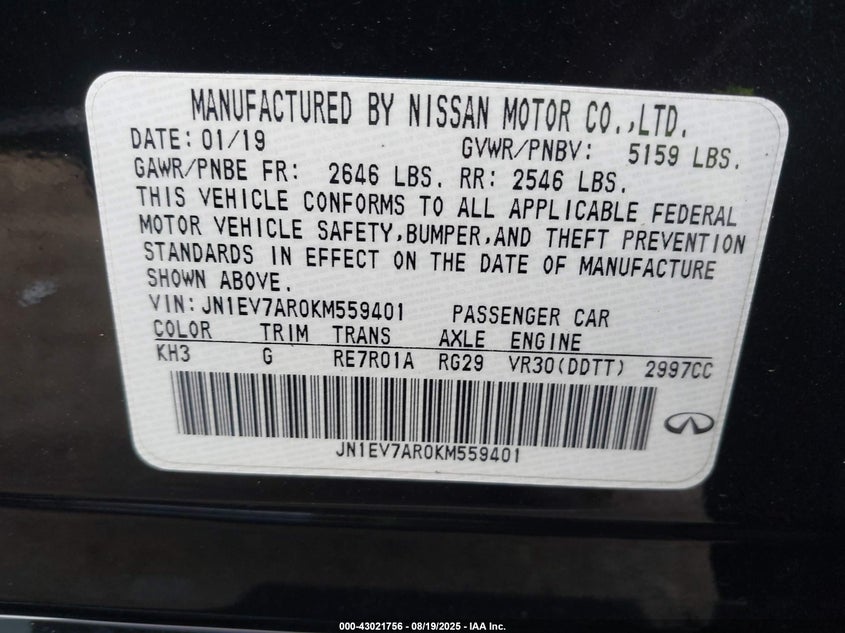 MANUFACTURED BY NISSAN MOTOR CO.,LTD.
DATE: 01/19 GVWR/PNBV: 5159 LBS.
GAWR/PNBE FR: 2646 LBS. RR: 2546 LBS.
THIS VEHICLE CONFORMS TO ALL APPLICABLE FEDERAL
MOTOR VEHICLE SAFETY,BUMPER,AND THEFT PREVENTION
STANDARDS IN EFFECT ON THE DATE OF MANUFACTURE
SHOWN ABOVE.
VIN: JN1EV7AR0KM559401 PASSENGER CAR
COLOR TRIM TRANS AXLE ENGINE
KH3 G RE7R01A RG29 VR30(DDTT) 2997CC
JN1EV7AR0KM559401
000-43021756 - 08/19/2025 - IAA Inc.